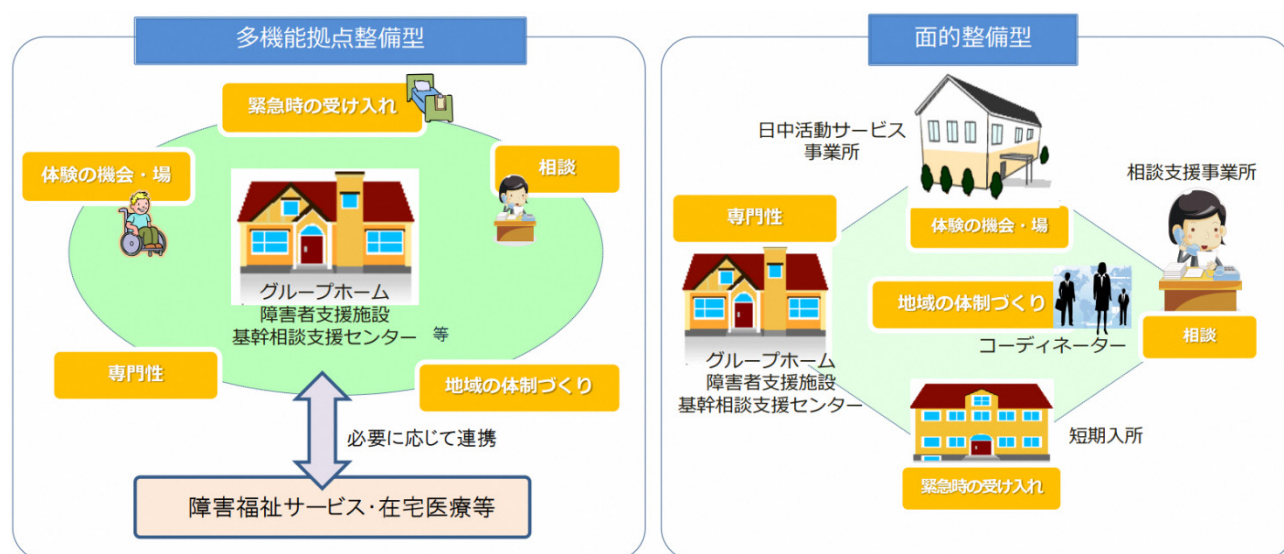 多機能拠点整備型
緊急時の受け入れ
体験の機会・場
相談
グループホーム
障害者支援施設
基幹相談支援センター 等
専門性
地域の体制づくり
必要に応じて連携
障害福祉サービス・在宅医療等
面的整備型
日中活動サービス
事業所
相談支援事業所
専門性
体験の機会・場
地域の体制づくり
コーディネーター
相談
グループホーム
障害者支援施設
基幹相談支援センター
短期入所
緊急時の受け入れ